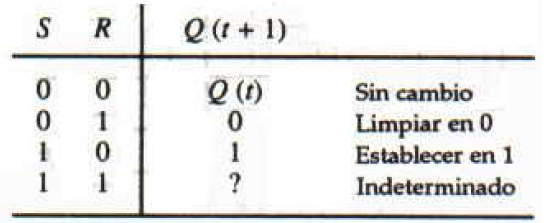 S R Q (t + 1)
0 0 Q (t) Sin cambio
0 1 0 Limpiar en 0
1 0 1 Establecer en 1
1 1 ? Indeterminado